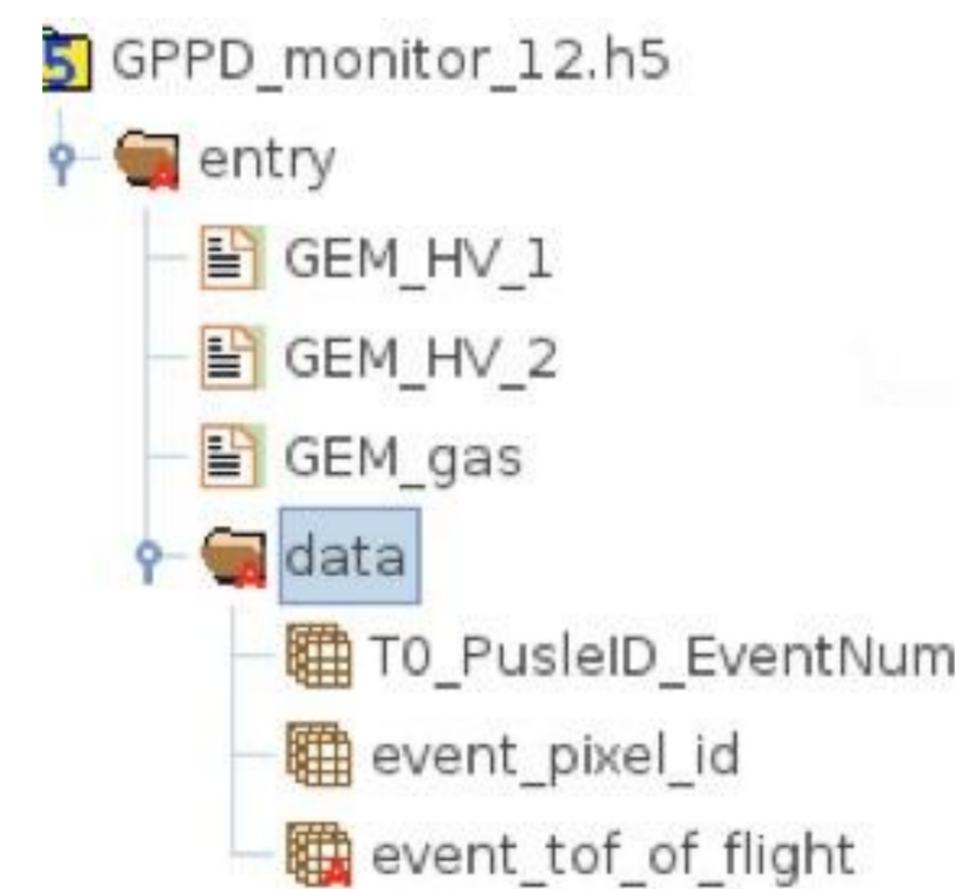 GPPD_monitor_12.h5
entry
GEM_HV_1
GEM_HV_2
GEM_gas
data
T0_PusleID_EventNum
event_pixel_id
event_tof_of_flight